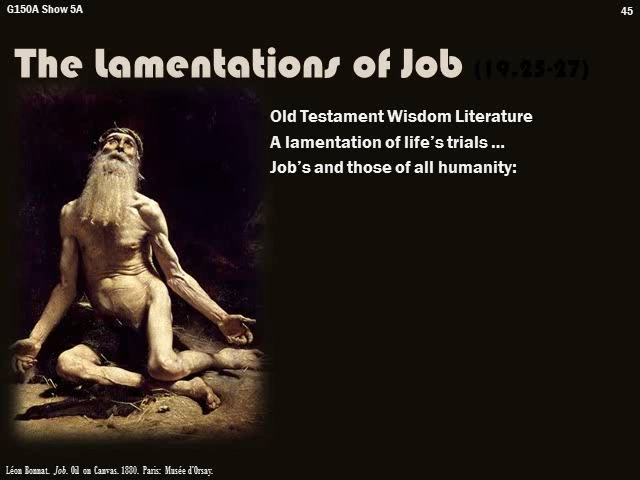 G150A Show 5A
45
The Lamentations of Job (19.25-27)
Old Testament Wisdom Literature
A lamentation of life's trials ...
Job's and those of all humanity:
Léon Bonnat. Job. Oil on Canvas. 1880. Paris: Musée d'Orsay.